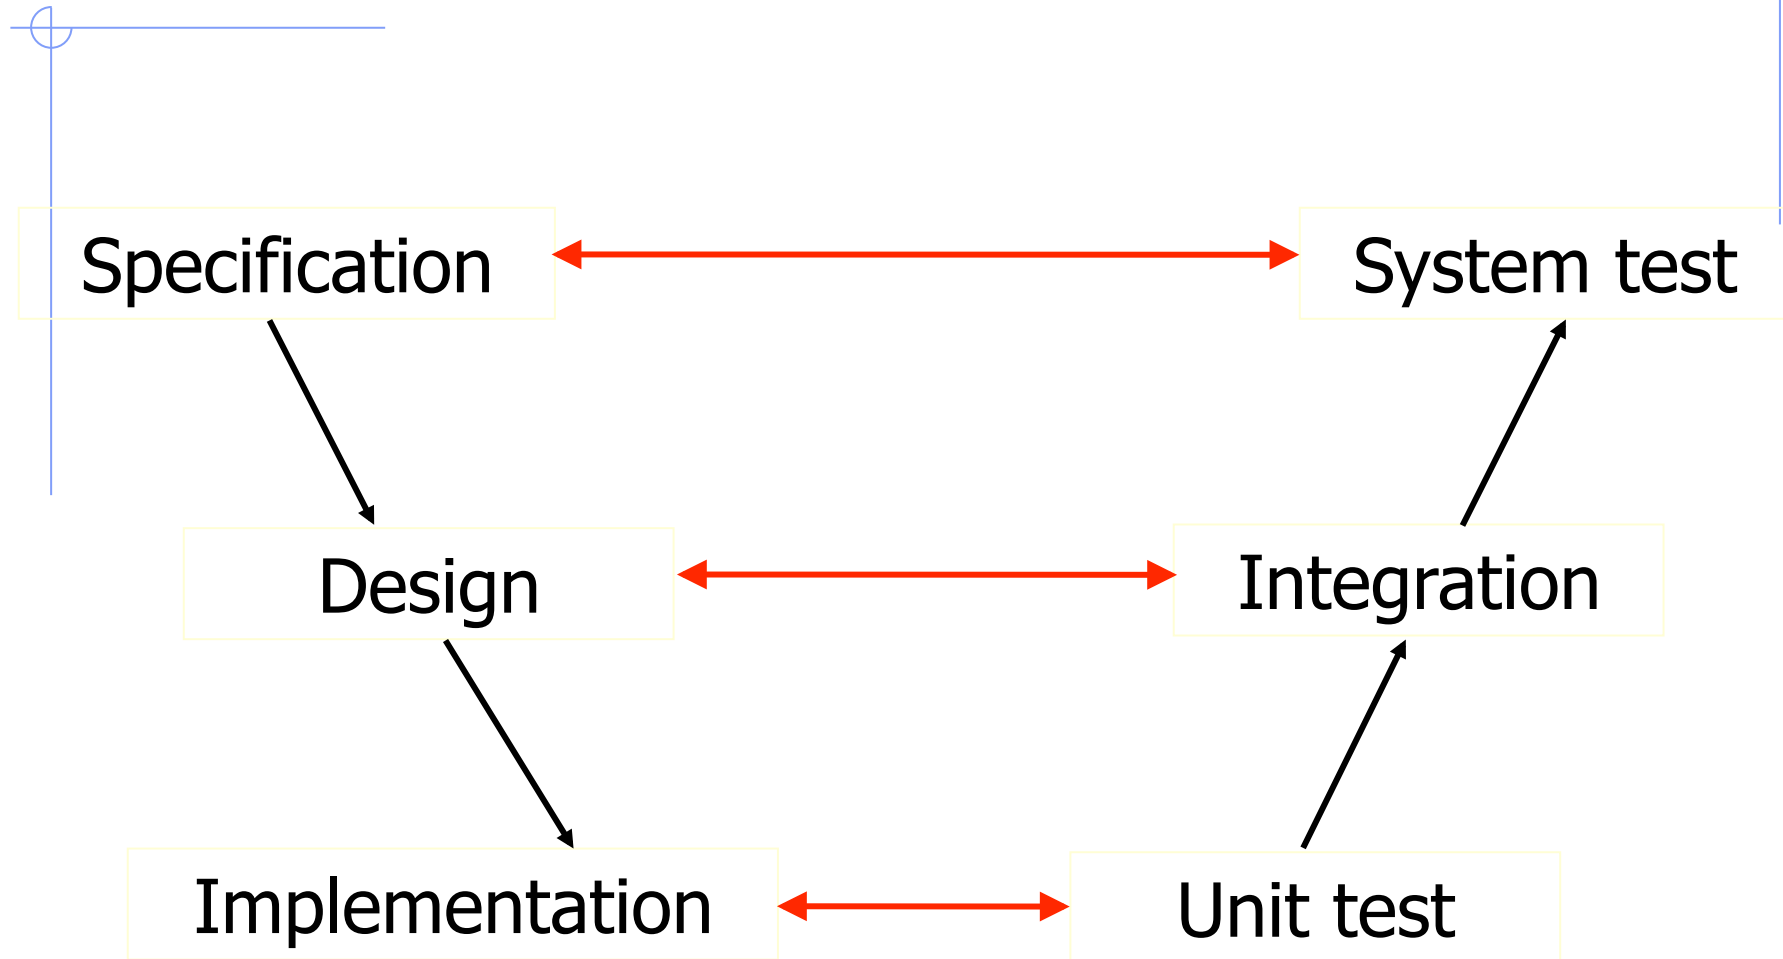 Specification
System test
Design
Integration
Implementation
Unit test